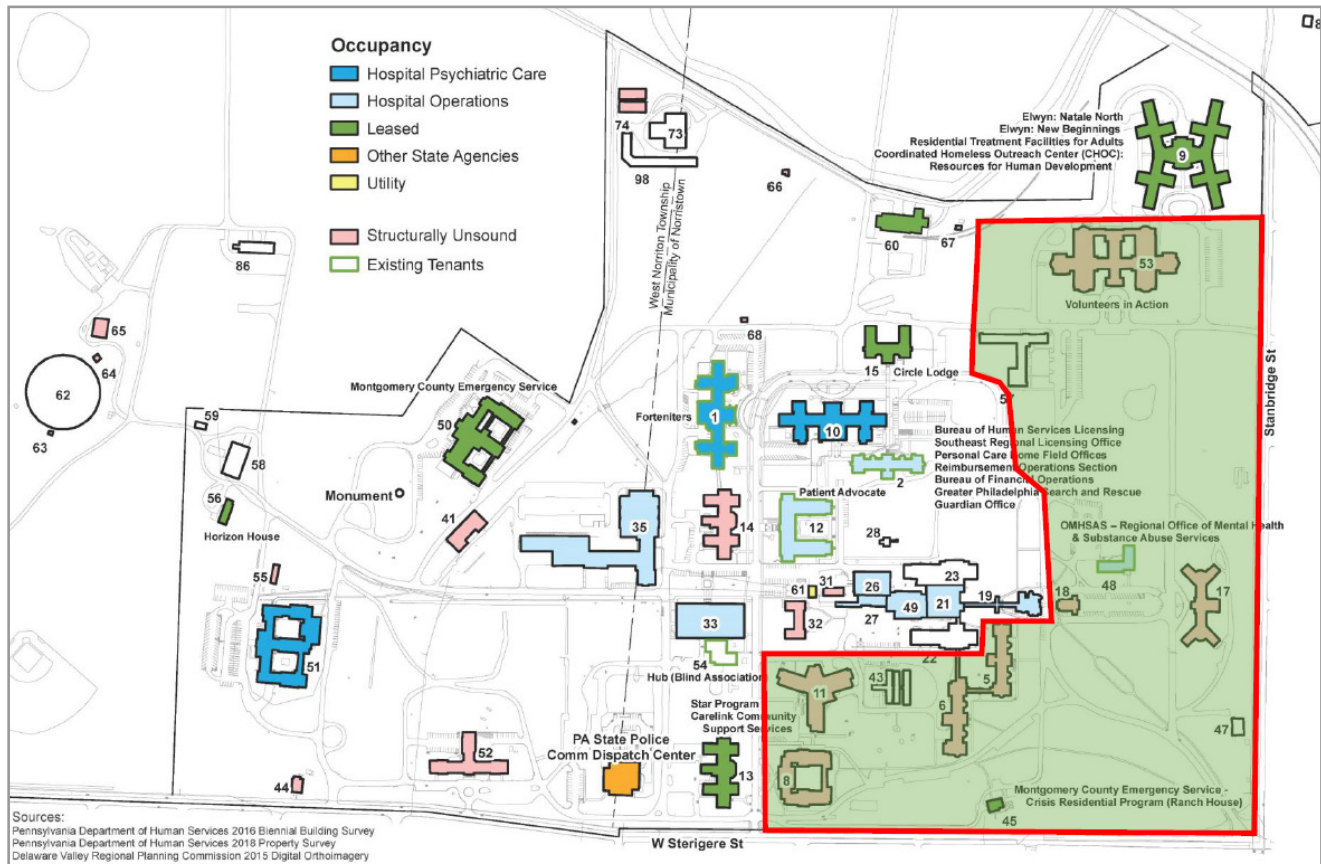 Occupancy
Hospital Psychiatric Care
Hospital Operations
Leased
Other State Agencies
Utility
Structurally Unsound
Existing Tenants
74
73
98
West Norriton Township
Municipality of Norristown
66
Elwyn: Natale North
Elwyn: New Beginnings
Residential Treatment Facilities for Adults
Coordinated Homeless Outreach Center (CHOC):
Resources for Human Development
9
8
60
67
53
Volunteers in Action
86
65
64
62
63
59
58
56
Horizon House
55
Montgomery County Emergency Service
50
Monument
41
68
15
Circle Lodge
Forteniters
1
10
2
Bureau of Human Services Licensing
Southeast Regional Licensing Office
Personal Care Home Field Offices
Reimbursement Operations Section
Bureau of Financial Operations
Greater Philadelphia Search and Rescue
Guardian Office
Stanbridge St
Patient Advocate
35
14
12
28
OMHSAS – Regional Office of Mental Health
& Substance Abuse Services
48
61
31
26
23
19
18
17
49
21
27
32
33
22
54
Hub (Blind Association)
51
11
43
5
6
Star Program
Carelink Community
Support Services
47
52
PA State Police
Comm Dispatch Center
13
8
44
Montgomery County Emergency Service -
Crisis Residential Program (Ranch House)
45
W Sterigere St
Sources:
Pennsylvania Department of Human Services 2016 Biennial Building Survey
Pennsylvania Department of Human Services 2018 Property Survey
Delaware Valley Regional Planning Commission 2015 Digital Orthoimagery